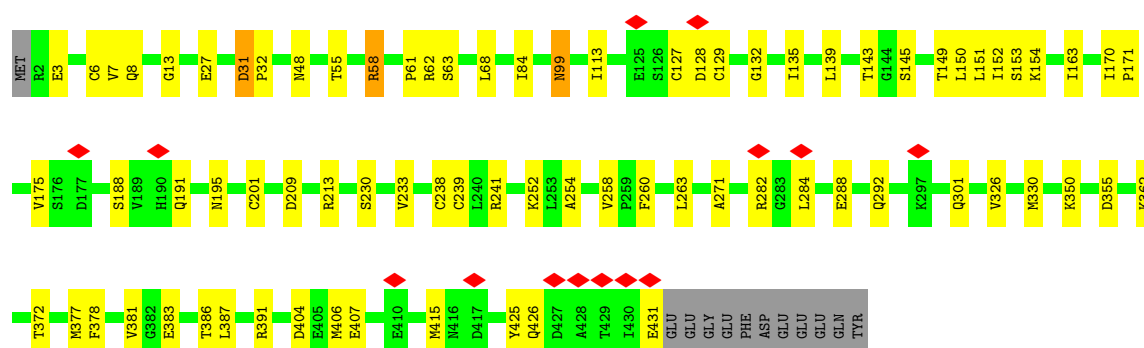 MET R2 E3 C6 V7 Q8 G13 E27 D31 P32 N48 T55 R58 P61 R62 S63 L68 I84 N99 I113 E125 S126 C127 D128 C129 G132 I135 L139 T143 G144 S145 T149 L150 L151 I152 S153 K154 I163 I170 P171
V175 S176 D177 S188 V189 H190 Q191 N195 C201 D209 R213 S230 V233 C238 C239 L240 R241 K252 L253 A254 V258 P259 F260 L263 A271 R282 G283 L284 E288 Q292 K297 Q301 V326 M330 K350 D355
T372 M377 F378 V381 G382 E383 T386 L387 R391 D404 E405 M406 E407 E410 M415 N416 D417 Y425 Q426 D427 A428 T429 I430 E431 GLU GLU GLY GLU PHE ASP GLU GLU GLU GLN TYR